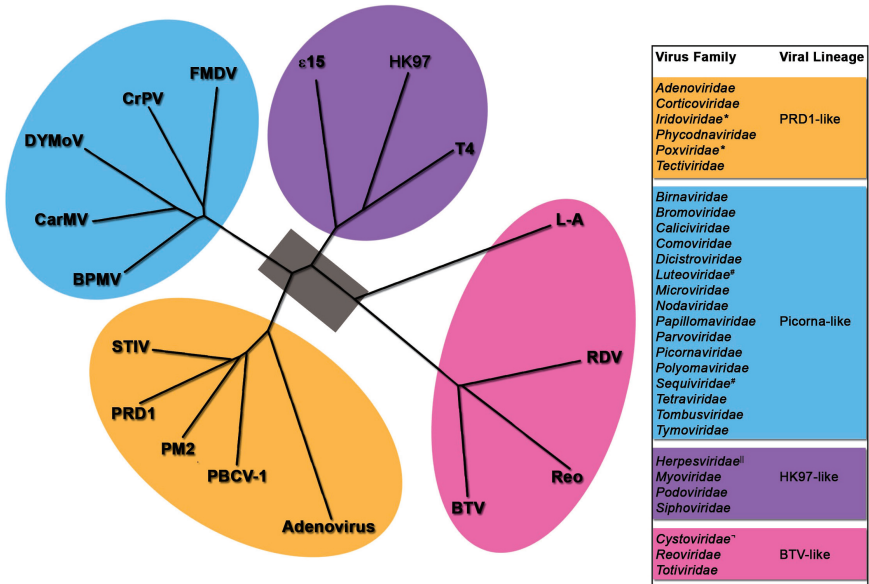 ε15
HK97
T4
FMDV
CrPV
DYMoV
CarMV
BPMV
L-A
RDV
Reo
BTV
STIV
PRD1
PM2
PBCV-1
Adenovirus
Virus Family Viral Lineage
Adenoviridae
Corticoviridae
Iridoviridae* PRD1-like
Phycodnaviridae
Poxviridae*
Tectiviridae
Birnaviridae
Bromoviridae
Caliciviridae
Comoviridae
Dicistroviridae
Luteoviridae#
Microviridae
Nodaviridae
Papillomaviridae Picorna-like
Parvoviridae
Picornaviridae
Polyomaviridae
Sequiviridae#
Tetraviridae
Tombusviridae
Tymoviridae
Herpesviridae||
Myoviridae HK97-like
Podoviridae
Siphoviridae
Cystoviridae¬
Reoviridae BTV-like
Totiviridae